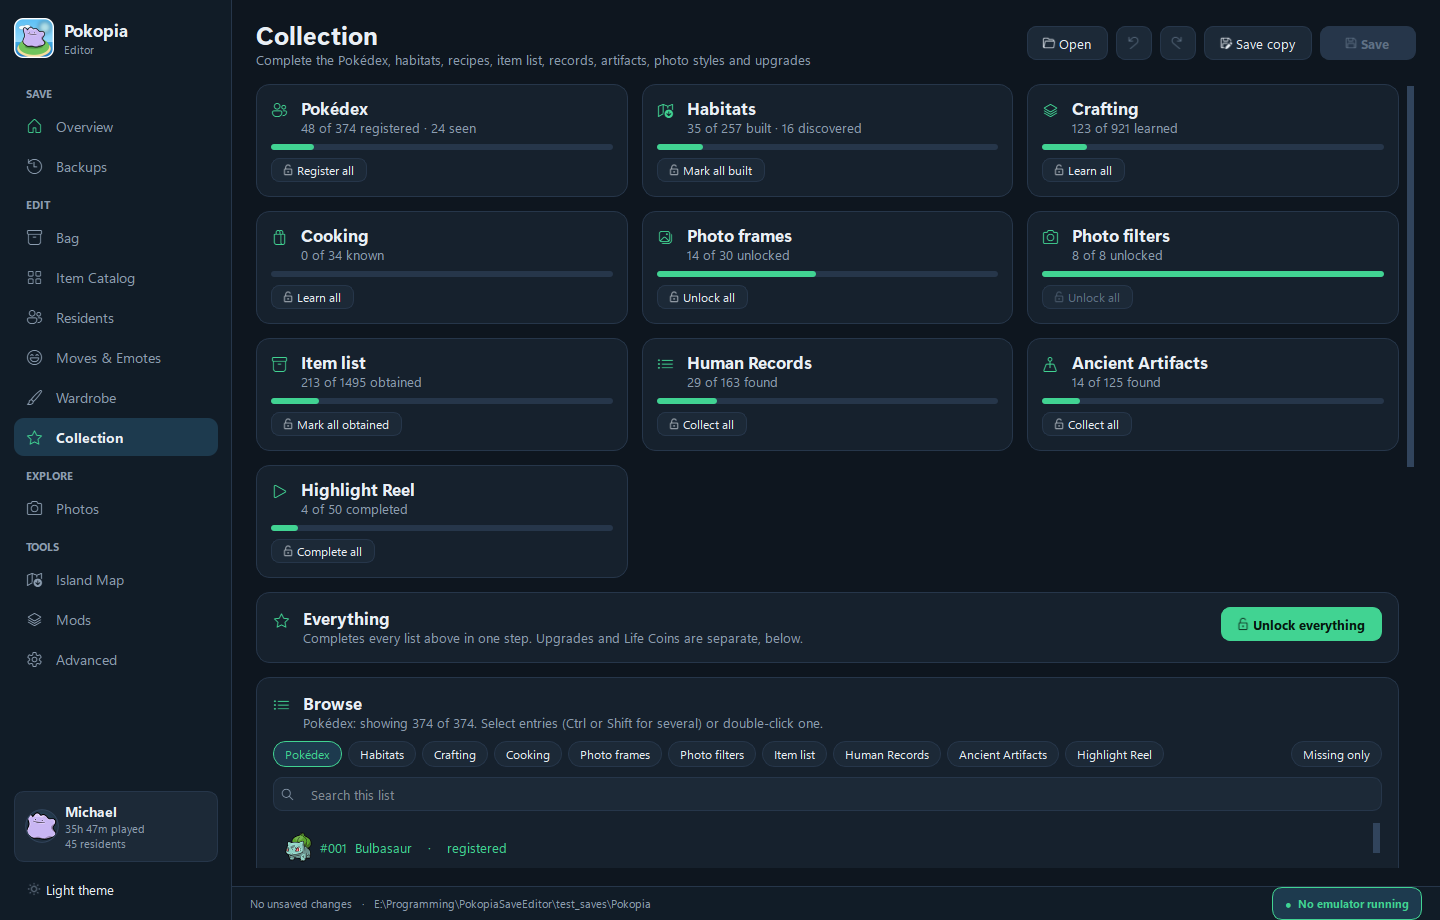 Pokopia
Editor
SAVE
Overview
Backups
EDIT
Bag
Item Catalog
Residents
Moves & Emotes
Wardrobe
Collection
EXPLORE
Photos
TOOLS
Island Map
Mods
Advanced
Michael
35h 47m played
45 residents
Light theme
Collection
Complete the Pokédex, habitats, recipes, item list, records, artifacts, photo styles and upgrades
Open
Save copy
Save
Pokédex
48 of 374 registered · 24 seen
Register all
Habitats
35 of 257 built · 16 discovered
Mark all built
Crafting
123 of 921 learned
Learn all
Cooking
0 of 34 known
Learn all
Photo frames
14 of 30 unlocked
Unlock all
Photo filters
8 of 8 unlocked
Unlock all
Item list
213 of 1495 obtained
Mark all obtained
Human Records
29 of 163 found
Collect all
Ancient Artifacts
14 of 125 found
Collect all
Highlight Reel
4 of 50 completed
Complete all
Everything
Completes every list above in one step. Upgrades and Life Coins are separate, below.
Unlock everything
Browse
Pokédex: showing 374 of 374. Select entries (Ctrl or Shift for several) or double-click one.
Pokédex Habitats Crafting Cooking Photo frames Photo filters Item list Human Records Ancient Artifacts Highlight Reel Missing only
Search this list
#001 Bulbasaur · registered
No unsaved changes · E:\Programming\PokopiaSaveEditor\test_saves\Pokopia
● No emulator running